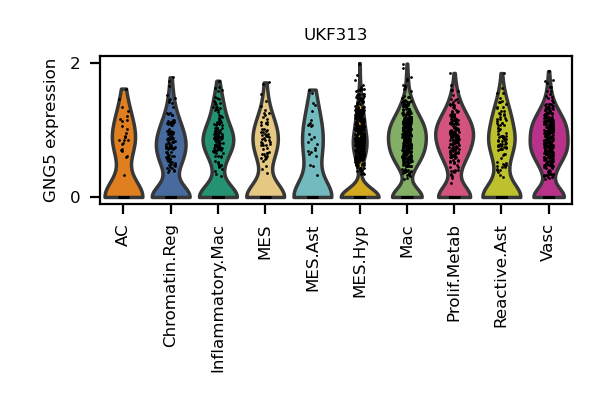 UKF313
GNG5 expression
2
0
AC
Chromatin.Reg
Inflammatory.Mac
MES
MES.Ast
MES.Hyp
Mac
Prolif.Metab
Reactive.Ast
Vasc